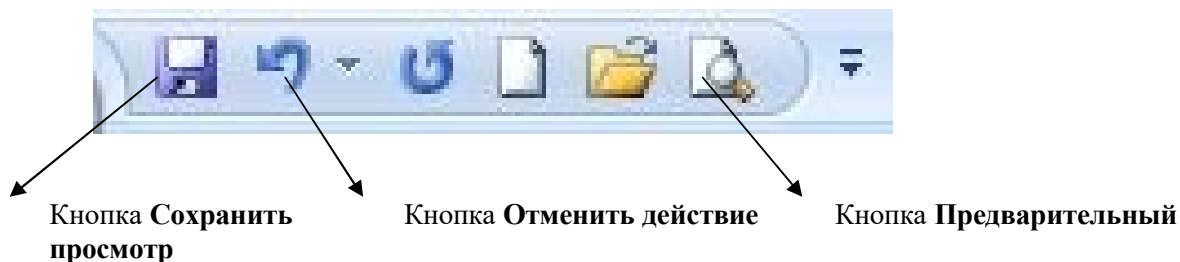 Кнопка Сохранить Кнопка Отменить действие Кнопка Предварительный
просмотр